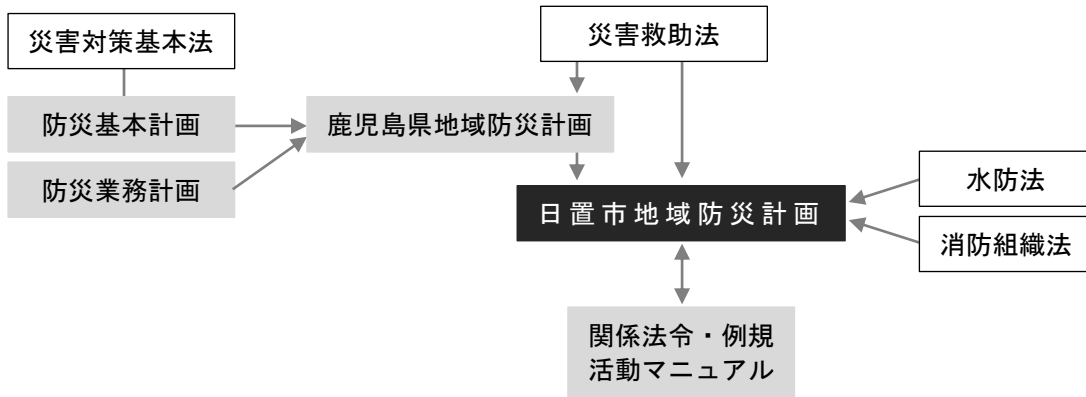 災害対策基本法
災害救助法
防災基本計画
鹿児島県地域防災計画
防災業務計画
水防法
日置市地域防災計画
消防組織法
関係法令・例規
活動マニュアル